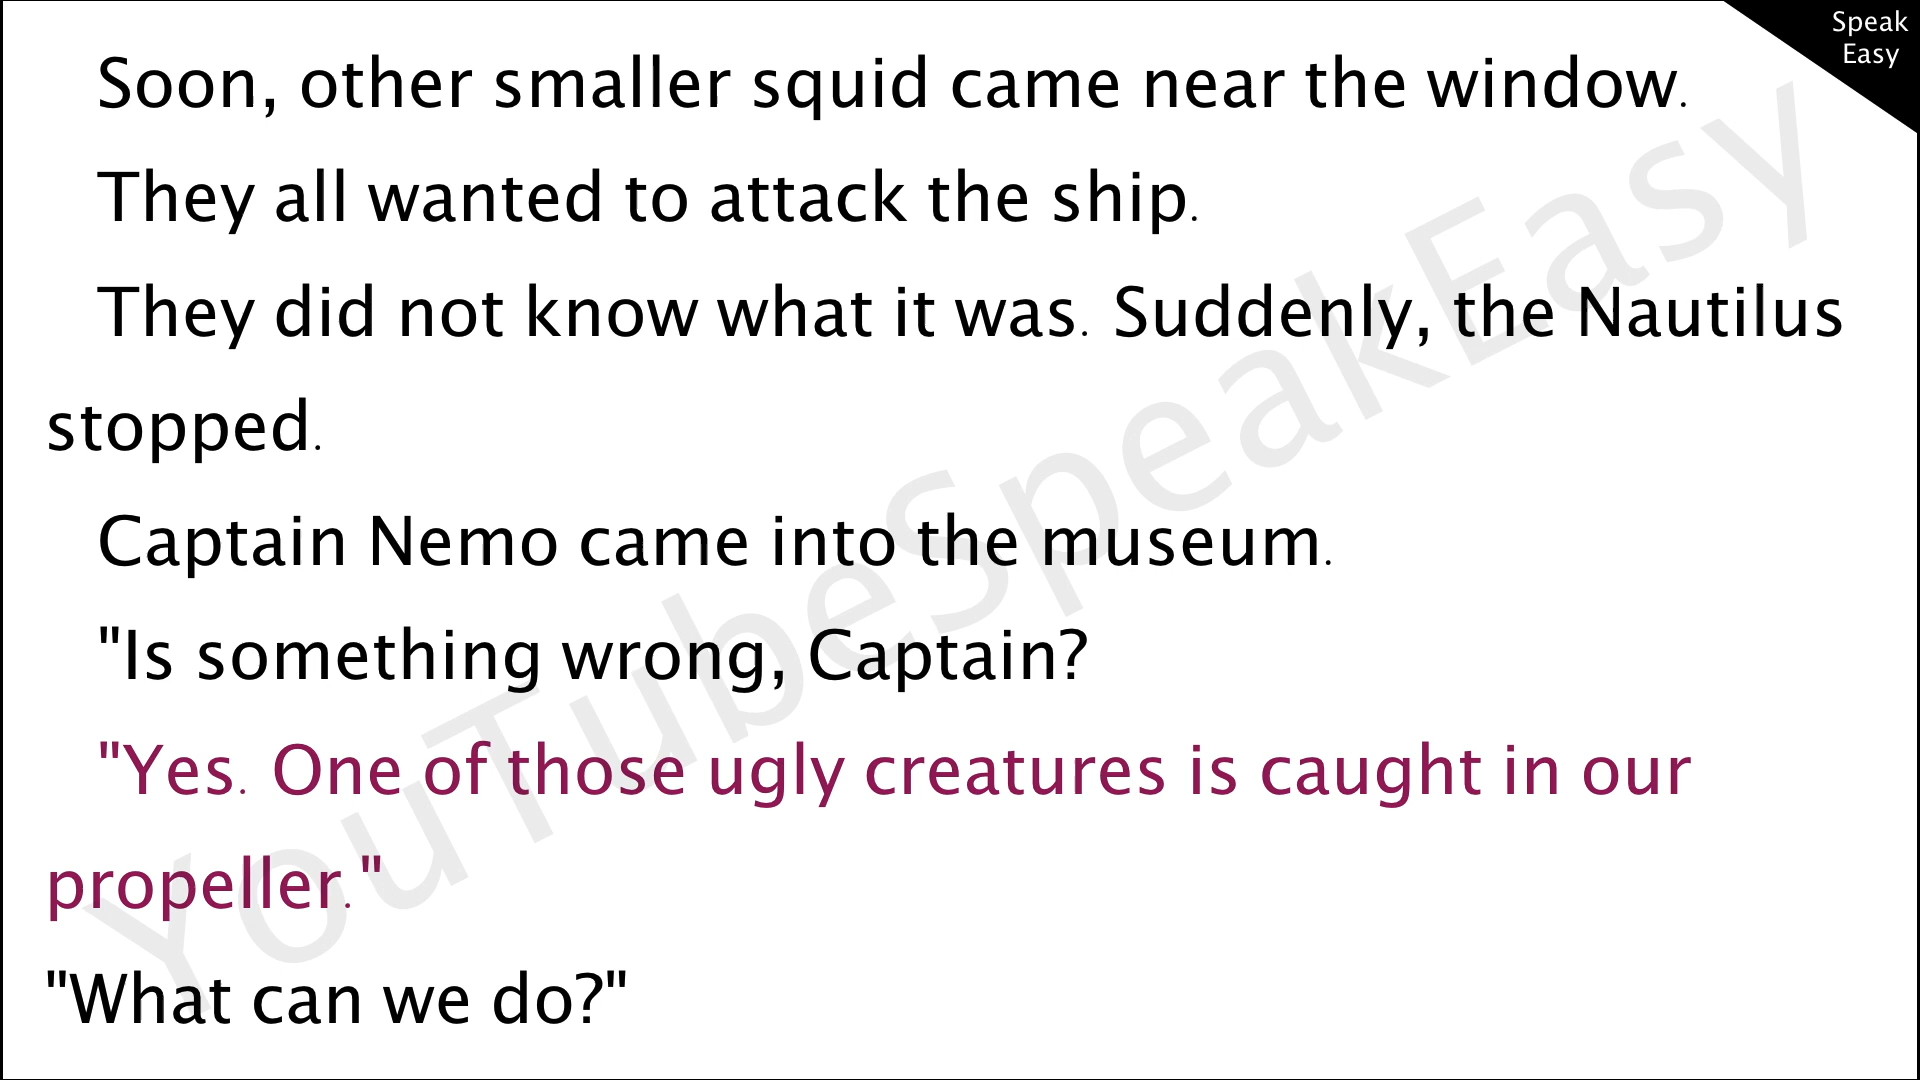 Speak
Easy
Soon, other smaller squid came near the window.
They all wanted to attack the ship.
They did not know what it was. Suddenly, the Nautilus
stopped.
Captain Nemo came into the museum.
"Is something wrong, Captain?
"Yes. One of those ugly creatures is caught in our
propeller."
"What can we do?"
YouTubeSpeakEasy